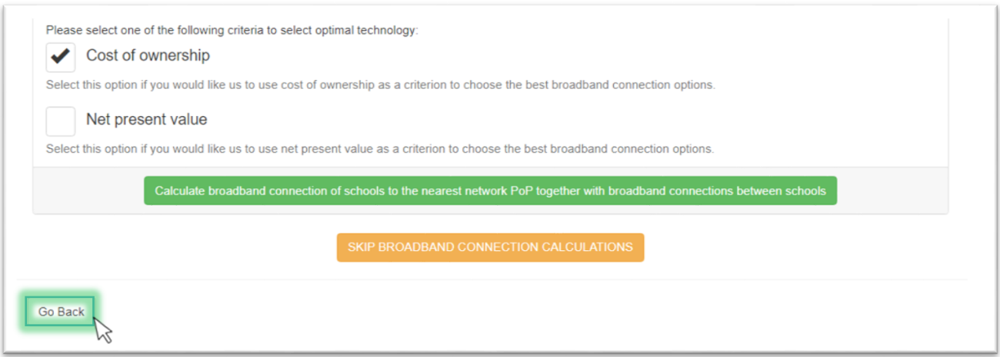 Please select one of the following criteria to select optimal technology:
Cost of ownership
Select this option if you would like us to use cost of ownership as a criterion to choose the best broadband connection options.
Net present value
Select this option if you would like us to use net present value as a criterion to choose the best broadband connection options.
Calculate broadband connection of schools to the nearest network PoP together with broadband connections between schools
SKIP BROADBAND CONNECTION CALCULATIONS
Go Back